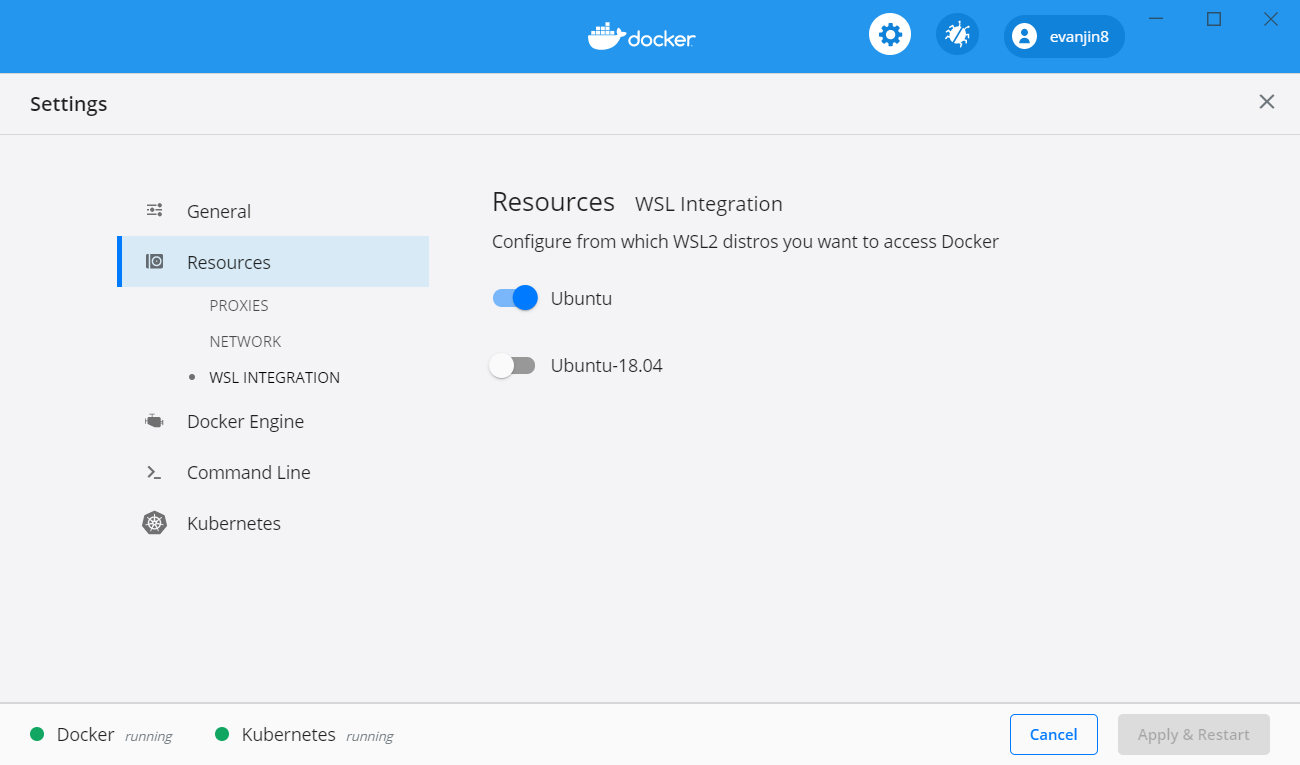 docker
evanjin8
Settings
General
Resources
PROXIES
NETWORK
WSL INTEGRATION
Docker Engine
Command Line
Kubernetes
Resources WSL Integration
Configure from which WSL2 distros you want to access Docker
Ubuntu
Ubuntu-18.04
Docker running
Kubernetes running
Cancel
Apply & Restart